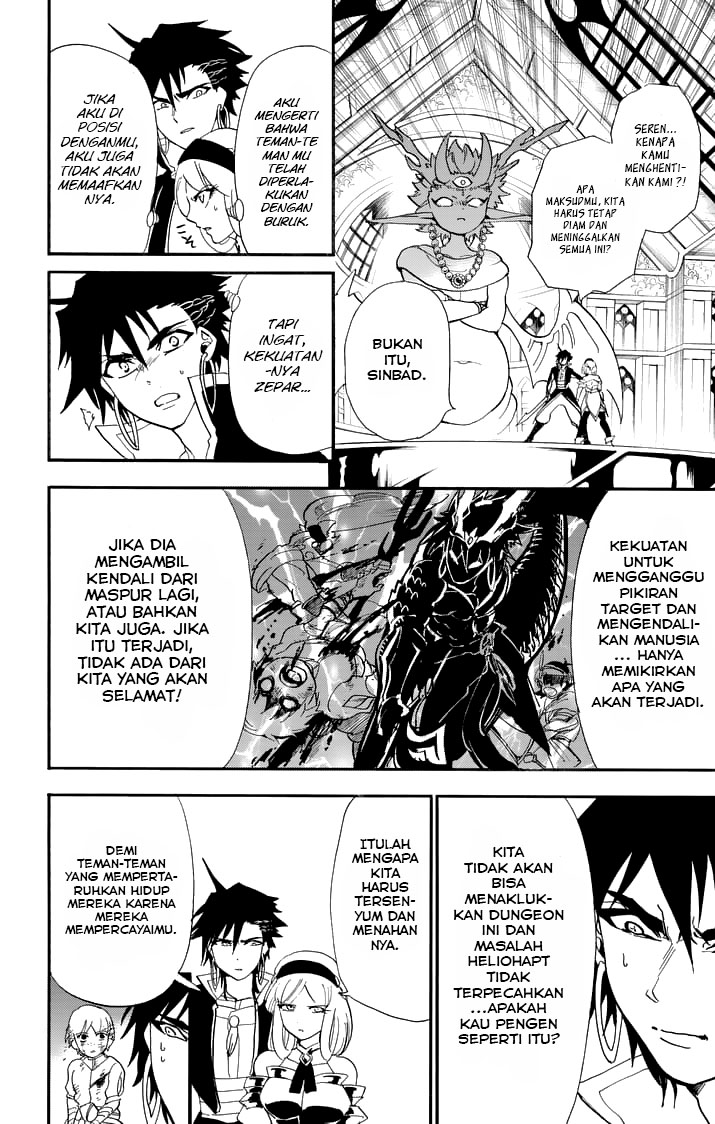 SEREN...
KENAPA
KAMU
MENGHENTI-
KAN KAMI ?!
APA
MAKSUDMU, KITA
HARUS TETAP
DIAM DAN
MENINGGALKAN
SEMUA INI?
BUKAN
ITU,
SINBAD.
AKU
MENGERTI
BAHWA
TEMAN-TE-
MAN MU
TELAH
DIPERLA-
KUKAN
DENGAN
BURUK.
JIKA
AKU DI
POSISI
DENGANMU,
AKU JUGA
TIDAK AKAN
MEMAAFKAN
NYA.
TAPI
INGAT,
KEKUATAN
-NYA
ZEPAR...
KEKUATAN
UNTUK
MENGGANGGU
PIKIRAN
TARGET DAN
MENGENDALI-
KAN MANUSIA
... HANYA
MEMIKIRKAN
APA YANG
AKAN TERJADI.
JIKA DIA
MENGAMBIL
KENDALI DARI
MASPUR LAGI,
ATAU BAHKAN
KITA JUGA. JIKA
ITU TERJADI,
TIDAK ADA DARI
KITA YANG AKAN
SELAMAT!
KITA
TIDAK AKAN
BISA
MENAKLUK-
KAN DUNGEON
INI DAN
MASALAH
HELIOHAPT
TIDAK
TERPECAHKAN
...APAKAH
KAU PENGEN
SEPERTI ITU?
ITULAH
MENGAPA
KITA
HARUS
TERSEN-
YUM DAN
MENAHAN
NYA.
DEMI
TEMAN-TEMAN
YANG MEMPERTA-
RUHKAN HIDUP
MEREKA KARENA
MEREKA
MEMPERCAYAIMU.